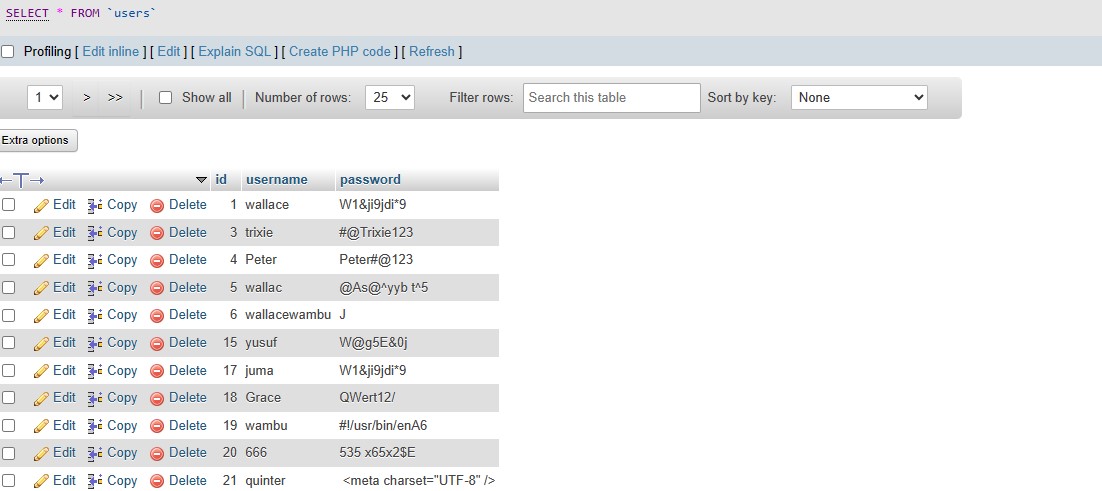 SELECT * FROM `users`
Profiling [ Edit inline ] [ Edit ] [ Explain SQL ] [ Create PHP code ] [ Refresh ]
1 > >> | Show all | Number of rows: 25 Filter rows: Search this table Sort by key: None
Extra options
←T→ id username password
Edit Copy Delete 1 wallace W1&ji9jdi*9
Edit Copy Delete 3 trixie #@Trixie123
Edit Copy Delete 4 Peter Peter#@123
Edit Copy Delete 5 wallac @As@^yyb t^5
Edit Copy Delete 6 wallacewambu J
Edit Copy Delete 15 yusuf W@g5E&0j
Edit Copy Delete 17 juma W1&ji9jdi*9
Edit Copy Delete 18 Grace QWert12/
Edit Copy Delete 19 wambu #!/usr/bin/enA6
Edit Copy Delete 20 666 535 x65x2$E
Edit Copy Delete 21 quinter <meta charset="UTF-8" />